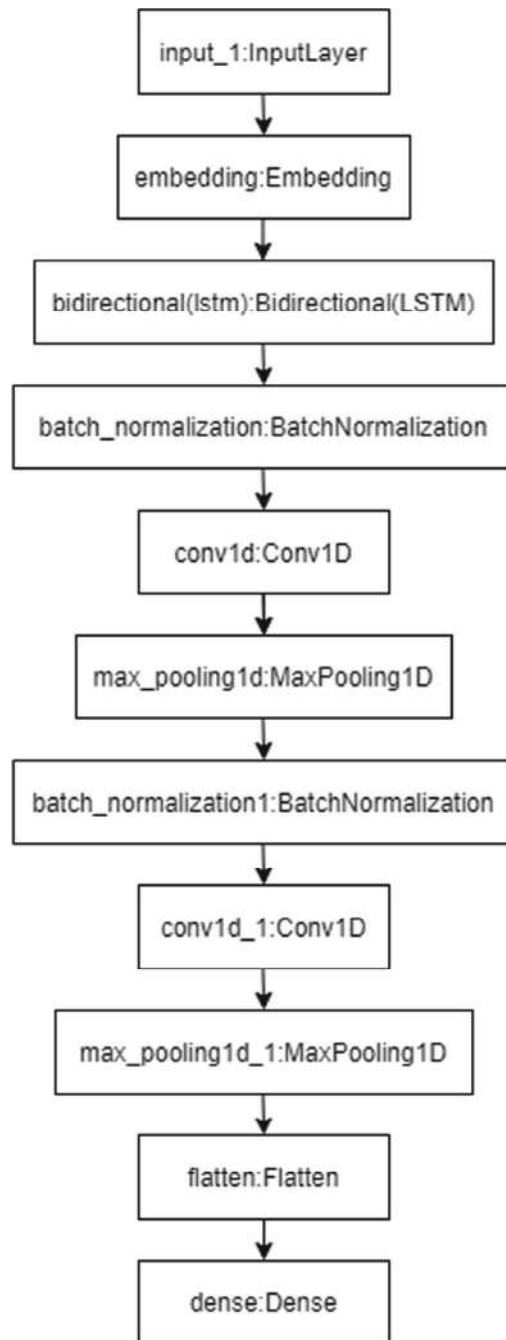 input_1:InputLayer
embedding:Embedding
bidirectional(lstm):Bidirectional(LSTM)
batch_normalization:BatchNormalization
conv1d:Conv1D
max_pooling1d:MaxPooling1D
batch_normalization1:BatchNormalization
conv1d_1:Conv1D
max_pooling1d_1:MaxPooling1D
flatten:Flatten
dense:Dense